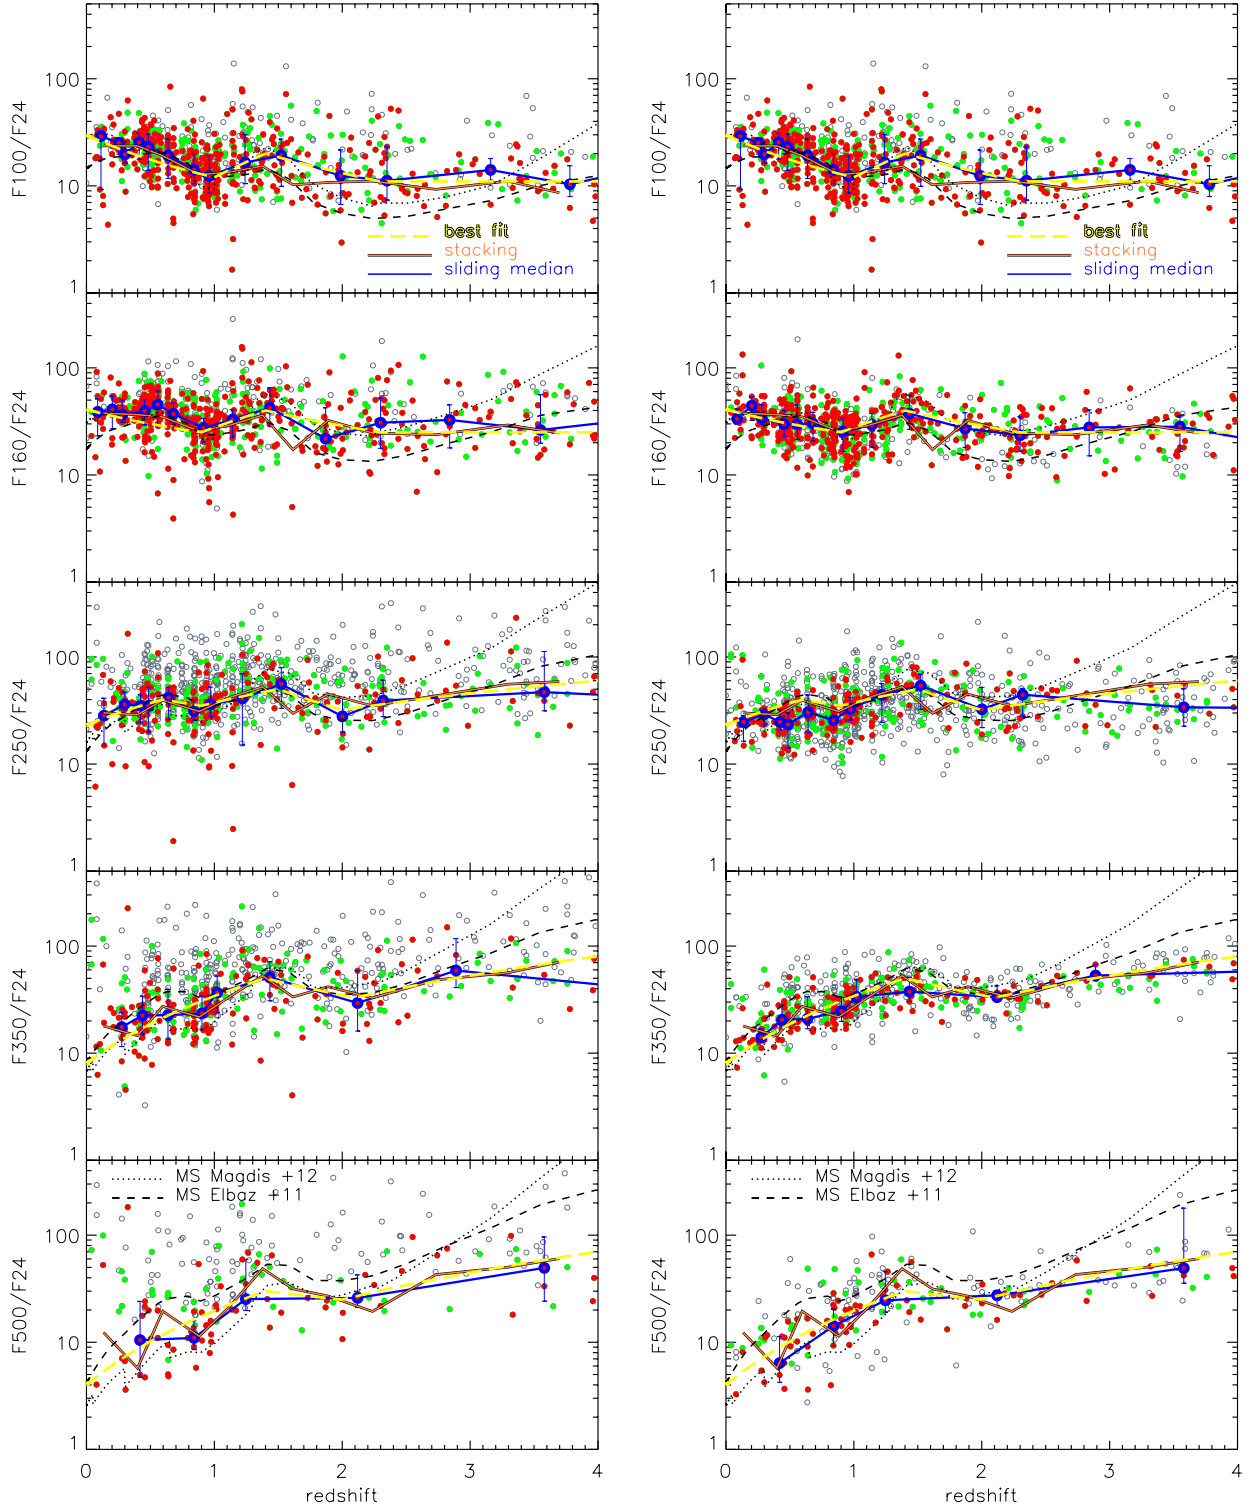 100
10
1
F100/F24
best fit
stacking
sliding median
100
10
1
F100/F24
best fit
stacking
sliding median
100
10
1
F160/F24
100
10
1
F160/F24
100
10
1
F250/F24
100
10
1
F250/F24
100
10
1
F350/F24
100
10
1
F350/F24
MS Magdis +12
MS Elbaz +11
100
10
1
F500/F24
0 1 2 3 4
redshift
MS Magdis +12
MS Elbaz +11
100
10
1
F500/F24
0 1 2 3 4
redshift